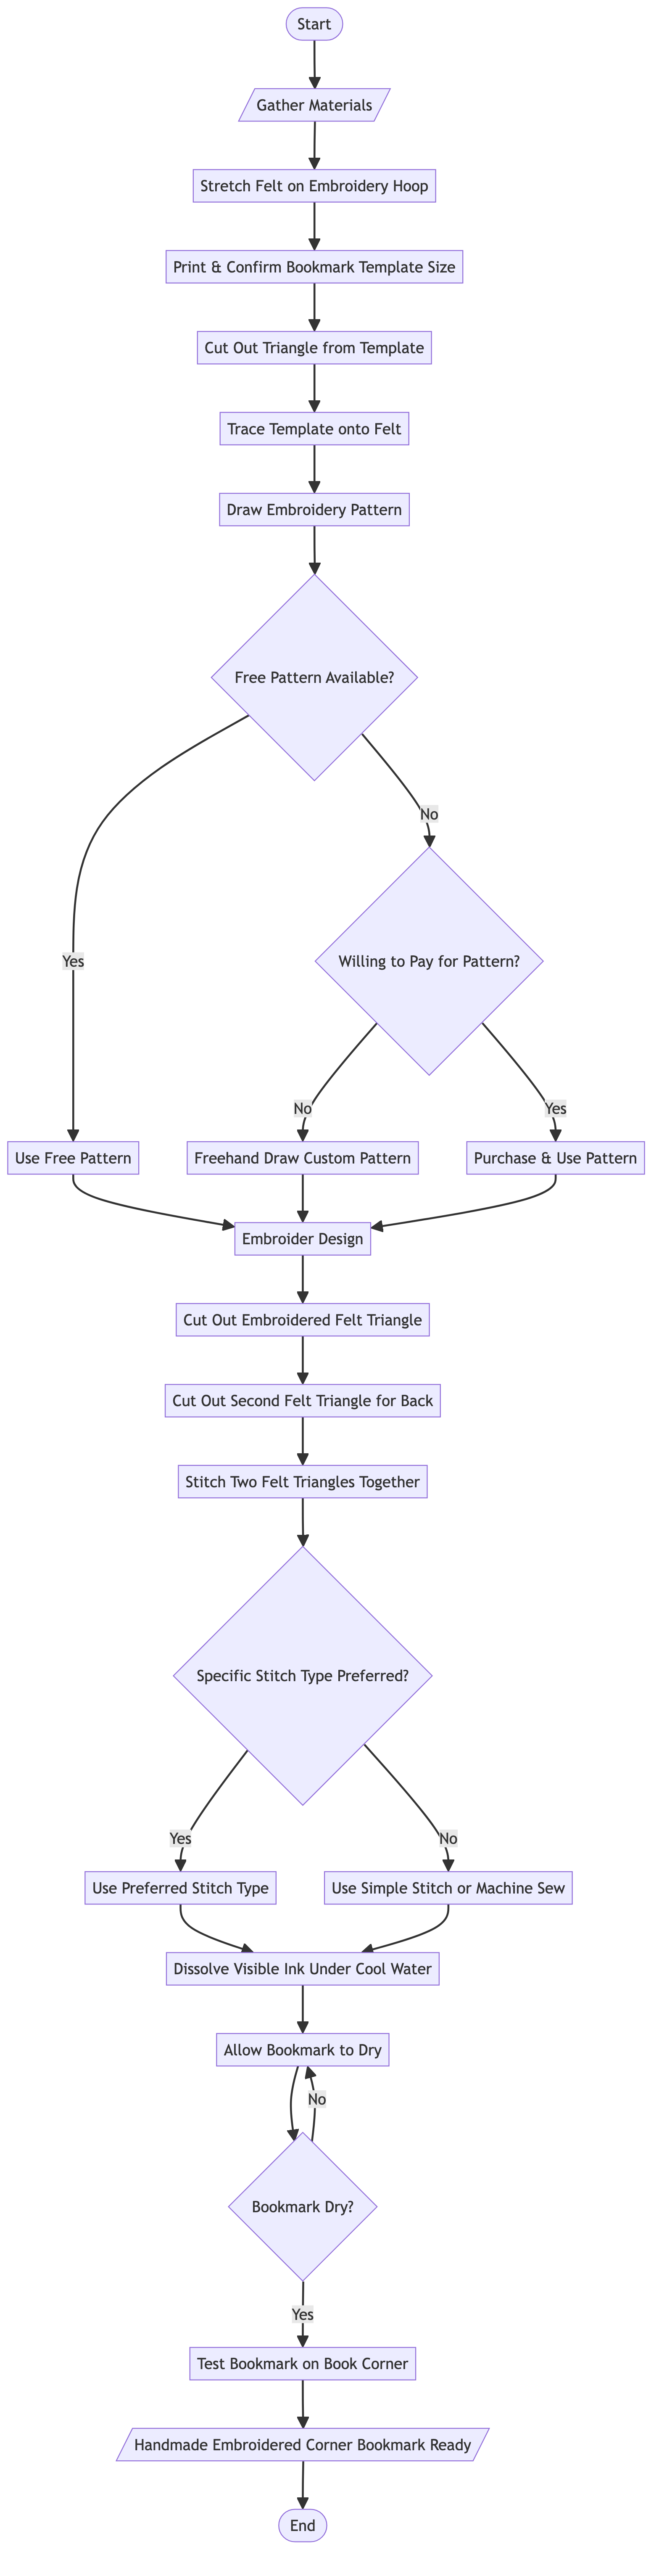 Start
Gather Materials
Stretch Felt on Embroidery Hoop
Print & Confirm Bookmark Template Size
Cut Out Triangle from Template
Trace Template onto Felt
Draw Embroidery Pattern
Free Pattern Available?
No
Yes
Willing to Pay for Pattern?
No
Yes
Use Free Pattern
Freehand Draw Custom Pattern
Purchase & Use Pattern
Embroider Design
Cut Out Embroidered Felt Triangle
Cut Out Second Felt Triangle for Back
Stitch Two Felt Triangles Together
Specific Stitch Type Preferred?
Yes
No
Use Preferred Stitch Type
Use Simple Stitch or Machine Sew
Dissolve Visible Ink Under Cool Water
Allow Bookmark to Dry
No
Bookmark Dry?
Yes
Test Bookmark on Book Corner
Handmade Embroidered Corner Bookmark Ready
End